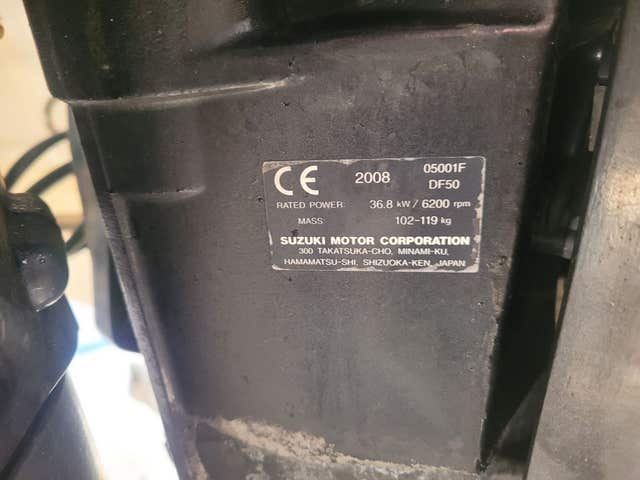 CE 2008 05001F
DF50
RATED POWER: 36.8 kW / 6200 rpm
MASS: 102-119 kg
SUZUKI MOTOR CORPORATION
300 TAKATSUKA-CHO, MINAMI-KU,
HAMAMATSU-SHI, SHIZUOKA-KEN, JAPAN